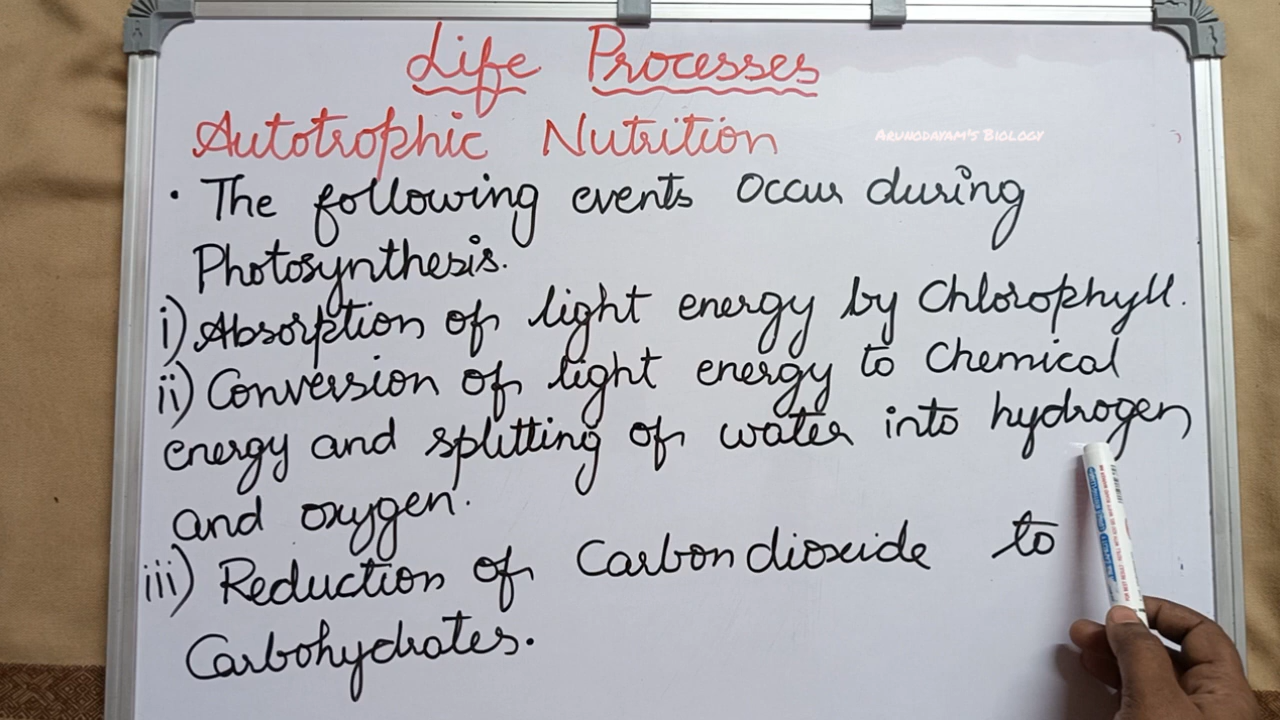 Life Processes
Autotrophic Nutrition
ARUNODAYAM'S BIOLOGY
• The following events occur during
Photosynthesis.
i) Absorption of light energy by Chlorophyll.
ii) Conversion of light energy to Chemical
energy and splitting of water into hydrogen
and oxygen.
iii) Reduction of Carbondioxide to
Carbohydrates.